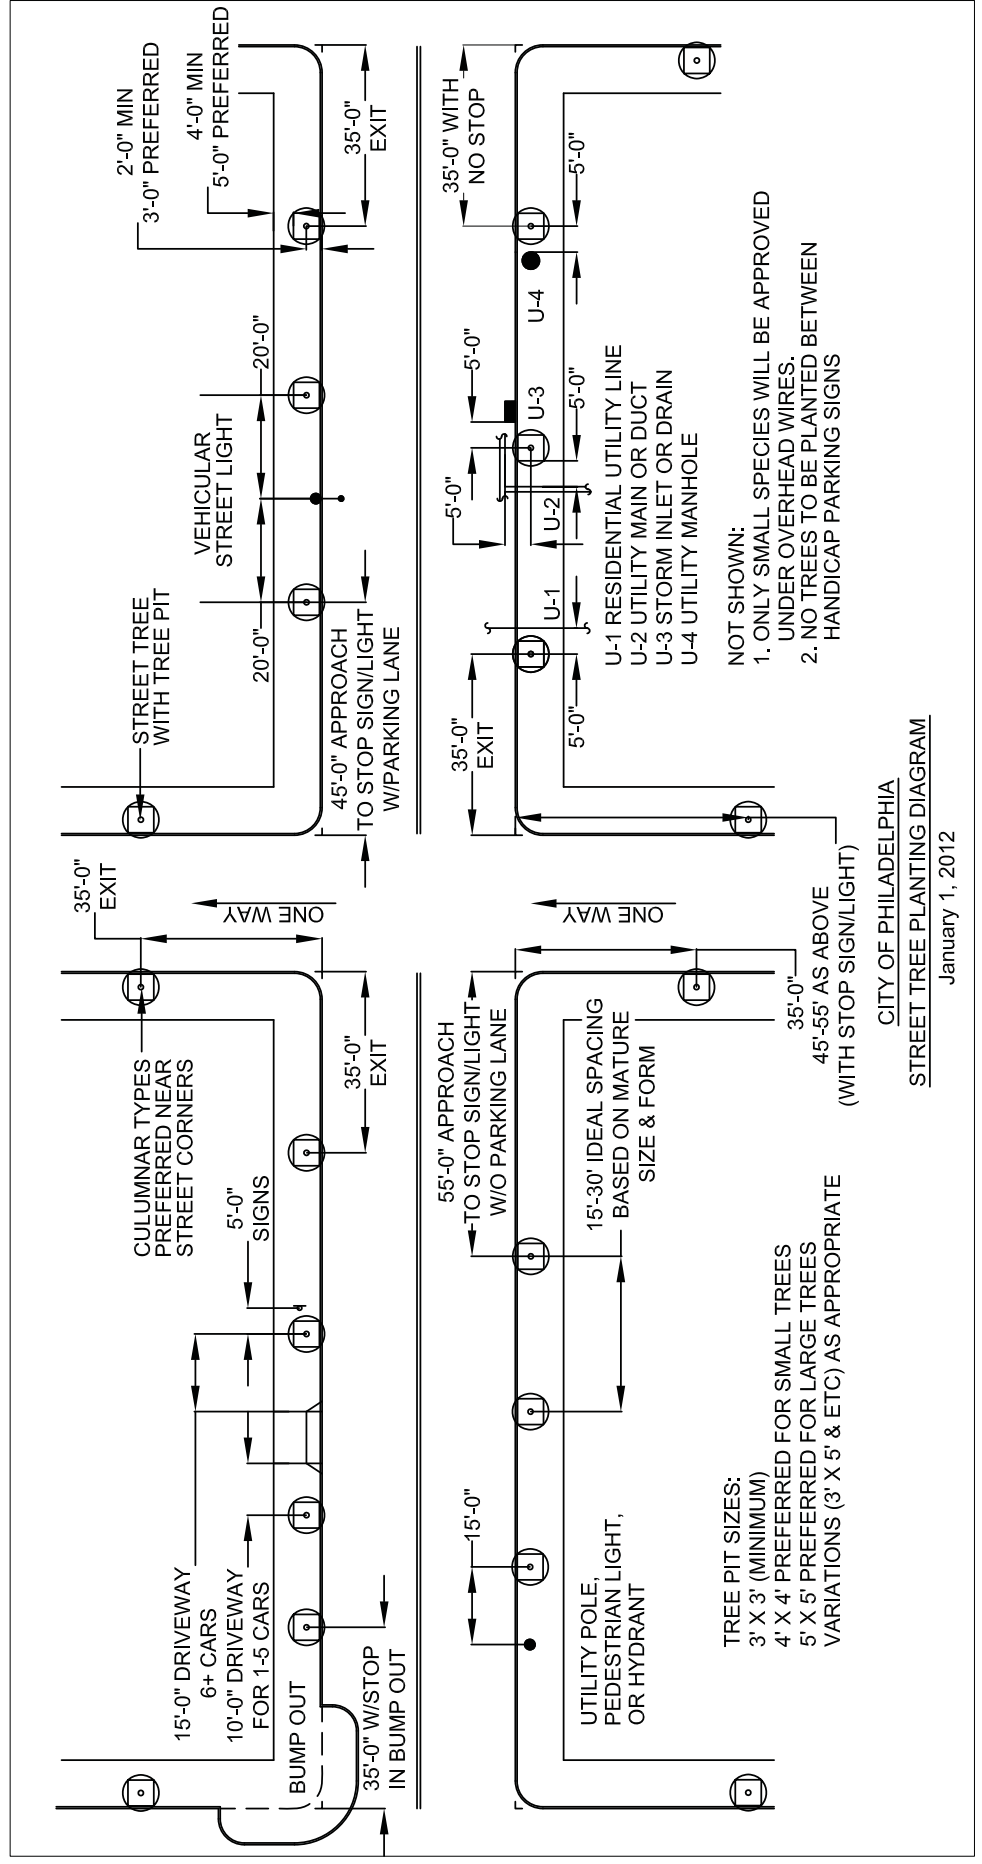 15'-0" DRIVEWAY
6+ CARS
10'-0" DRIVEWAY
FOR 1-5 CARS
BUMP OUT
35'-0" W/STOP
IN BUMP OUT
CULUMNAR TYPES
PREFERRED NEAR
STREET CORNERS
5'-0"
SIGNS
35'-0"
EXIT
35'-0"
EXIT
ONE WAY
STREET TREE
WITH TREE PIT
VEHICULAR
STREET LIGHT
20'-0"
20'-0"
45'-0" APPROACH
TO STOP SIGN/LIGHT
W/PARKING LANE
2'-0" MIN
3'-0" PREFERRED
4'-0" MIN
5'-0" PREFERRED
35'-0"
EXIT
15'-0"
UTILITY POLE,
PEDESTRIAN LIGHT,
OR HYDRANT
55'-0" APPROACH
TO STOP SIGN/LIGHT
W/O PARKING LANE
15'-30' IDEAL SPACING
BASED ON MATURE
SIZE & FORM
ONE WAY
35'-0"
45'-55' AS ABOVE
(WITH STOP SIGN/LIGHT)
35'-0"
EXIT
5'-0"
U-1
5'-0"
U-2
5'-0"
U-3
5'-0"
U-4
35'-0" WITH
NO STOP
5'-0"
U-1 RESIDENTIAL UTILITY LINE
U-2 UTILITY MAIN OR DUCT
U-3 STORM INLET OR DRAIN
U-4 UTILITY MANHOLE
NOT SHOWN:
1. ONLY SMALL SPECIES WILL BE APPROVED
UNDER OVERHEAD WIRES.
2. NO TREES TO BE PLANTED BETWEEN
HANDICAP PARKING SIGNS
TREE PIT SIZES:
3' X 3' (MINIMUM)
4' X 4' PREFERRED FOR SMALL TREES
5' X 5' PREFERRED FOR LARGE TREES
VARIATIONS (3' X 5' & ETC) AS APPROPRIATE
CITY OF PHILADELPHIA
STREET TREE PLANTING DIAGRAM
January 1, 2012